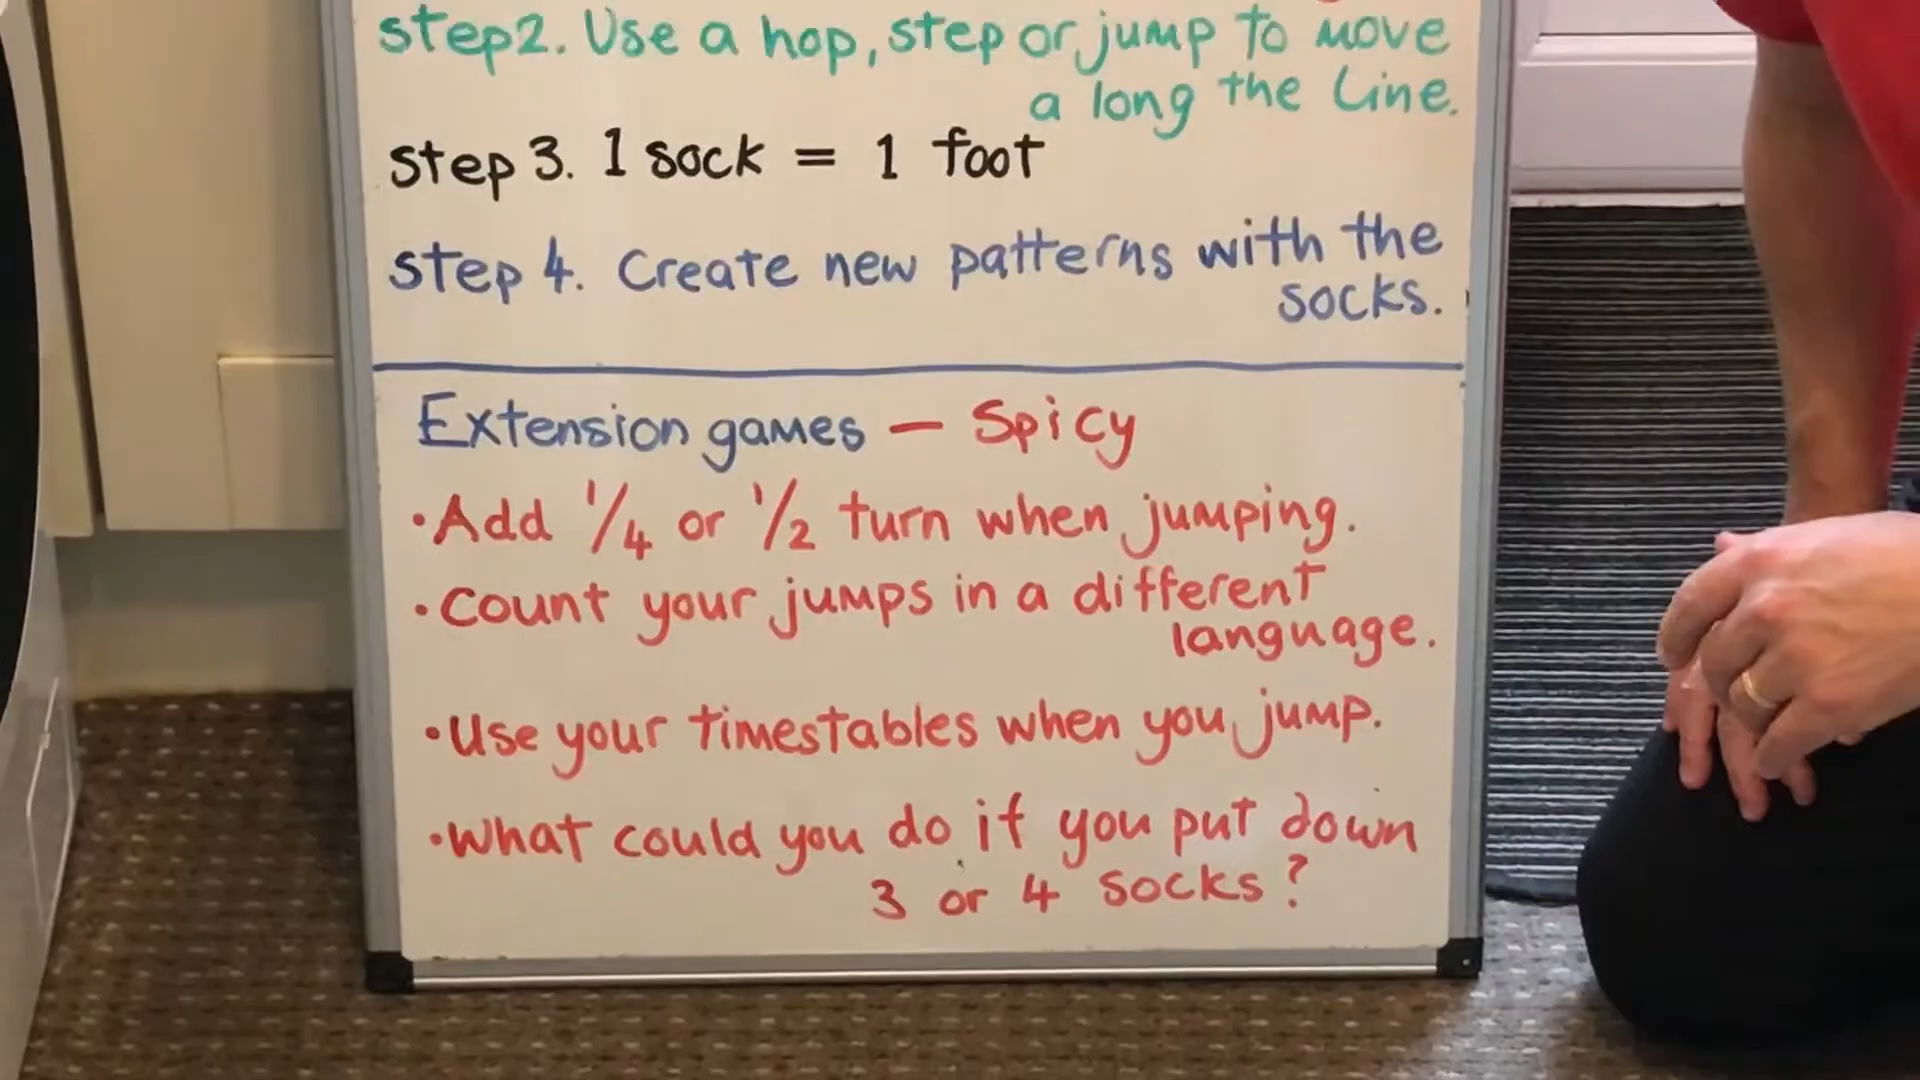 step2. Use a hop, step or jump to move
a long the Line.
step 3. 1 sock = 1 foot
step 4. Create new patterns with the
socks.
Extension games — Spicy
• Add 1/4 or 1/2 turn when jumping.
• Count your jumps in a different
language.
• Use your timestables when you jump.
• What could you do if you put down
3 or 4 socks?